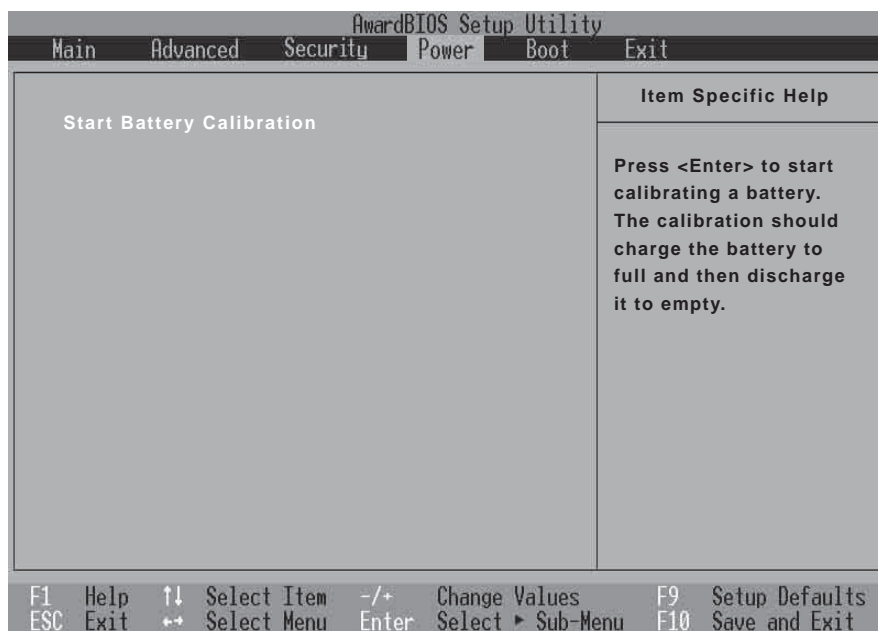 AwardBIOS Setup Utility
Main Advanced Security Power Boot Exit
Start Battery Calibration
Item Specific Help
Press <Enter> to start
calibrating a battery.
The calibration should
charge the battery to
full and then discharge
it to empty.
F1 Help ↑↓ Select Item -/+ Change Values F9 Setup Defaults
ESC Exit ←→ Select Menu Enter Select ▸ Sub-Menu F10 Save and Exit